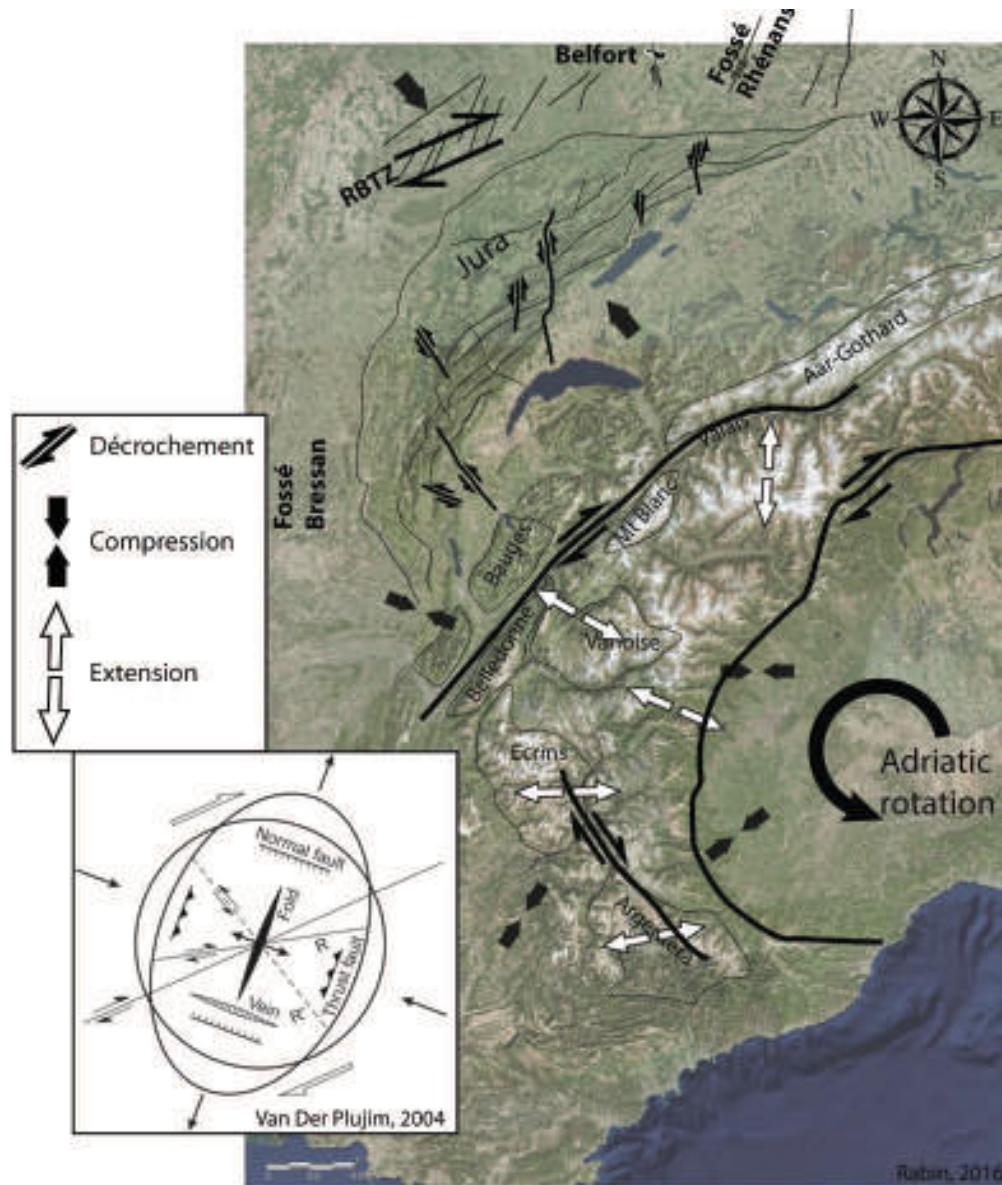 Belfort
Fossé
Rhénans
N
W
E
S
RBTZ
Jura
Aar-Gothard
Valais
Mt Blanc
Décrochement
Compression
Extension
Fossé
Bressan
Bauges
Belledonne
Vanoise
Ecrins
Adriatic
rotation
Argentera
Normal fault
Fold
R
Thrust fault
Vein
R'
Van Der Plujim, 2004
Rabin, 2016